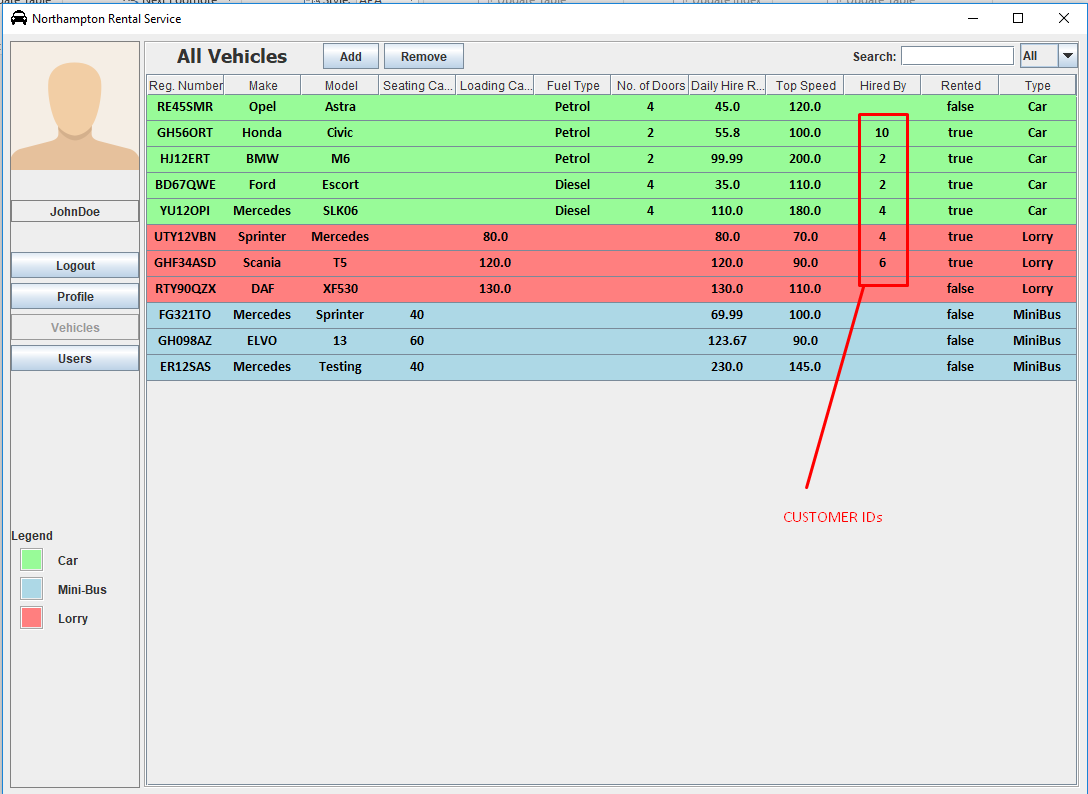 Northampton Rental Service
All Vehicles Add Remove Search: All
Reg. Number Make Model Seating Ca... Loading Ca... Fuel Type No. of Doors Daily Hire R... Top Speed Hired By Rented Type
RE45SMR Opel Astra Petrol 4 45.0 120.0 false Car
GH56ORT Honda Civic Petrol 2 55.8 100.0 10 true Car
HJ12ERT BMW M6 Petrol 2 99.99 200.0 2 true Car
BD67QWE Ford Escort Diesel 4 35.0 110.0 2 true Car
YU12OPI Mercedes SLK06 Diesel 4 110.0 180.0 4 true Car
UTY12VBN Sprinter Mercedes 80.0 80.0 70.0 4 true Lorry
GHF34ASD Scania T5 120.0 120.0 90.0 6 true Lorry
RTY90QZX DAF XF530 130.0 130.0 110.0 false Lorry
FG321TO Mercedes Sprinter 40 69.99 100.0 false MiniBus
GH098AZ ELVO 13 60 123.67 90.0 false MiniBus
ER12SAS Mercedes Testing 40 230.0 145.0 false MiniBus
JohnDoe
Logout
Profile
Vehicles
Users
CUSTOMER IDs
Legend
Car
Mini-Bus
Lorry